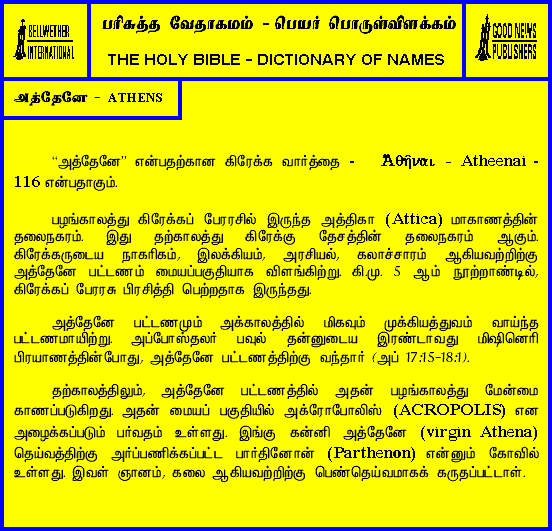 BELLWETHER
INTERNATIONAL
பரிசுத்த வேதாகமம் - பெயர் பொருள்விளக்கம்
THE HOLY BIBLE - DICTIONARY OF NAMES
GOOD NEWS
PUBLISHERS
அத்தேனே - ATHENS
“அத்தேனே” என்பதற்கான கிரேக்க வார்த்தை - Ἀθῆναι - Atheenai -
116 என்பதாகும்.
பழங்காலத்து கிரேக்கப் பேரரசில் இருந்த அத்திகா (Attica) மாகாணத்தின்
தலைநகரம். இது தற்காலத்து கிரேக்கு தேசத்தின் தலைநகரம் ஆகும்.
கிரேக்கருடைய நாகரிகம், இலக்கியம், அரசியல், கலாச்சாரம் ஆகியவற்றிற்கு
அத்தேனே பட்டணம் மையப்பகுதியாக விளங்கிற்று. கி.மு. 5 ஆம் நூற்றாண்டில்,
கிரேக்கப் பேரரசு பிரசித்தி பெற்றதாக இருந்தது.
அத்தேனே பட்டணமும் அக்காலத்தில் மிகவும் முக்கியத்துவம் வாய்ந்த
பட்டணமாயிற்று. அப்போஸ்தலர் பவுல் தன்னுடைய இரண்டாவது மிஷினெரி
பிரயாணத்தின்போது, அத்தேனே பட்டணத்திற்கு வந்தார் (அப் 17:15-18:1).
தற்காலத்திலும், அத்தேனே பட்டணத்தில் அதன் பழங்காலத்து மேன்மை
காணப்படுகிறது. அதன் மையப் பகுதியில் அக்ரோபோலிஸ் (ACROPOLIS) என
அழைக்கப்படும் பர்வதம் உள்ளது. இங்கு கன்னி அத்தேனே (virgin Athena)
தெய்வத்திற்கு அர்ப்பணிக்கப்பட்ட பார்தினோன் (Parthenon) என்னும் கோவில்
உள்ளது. இவள் ஞானம், கலை ஆகியவற்றிற்கு பெண்தெய்வமாகக் கருதப்பட்டாள்.